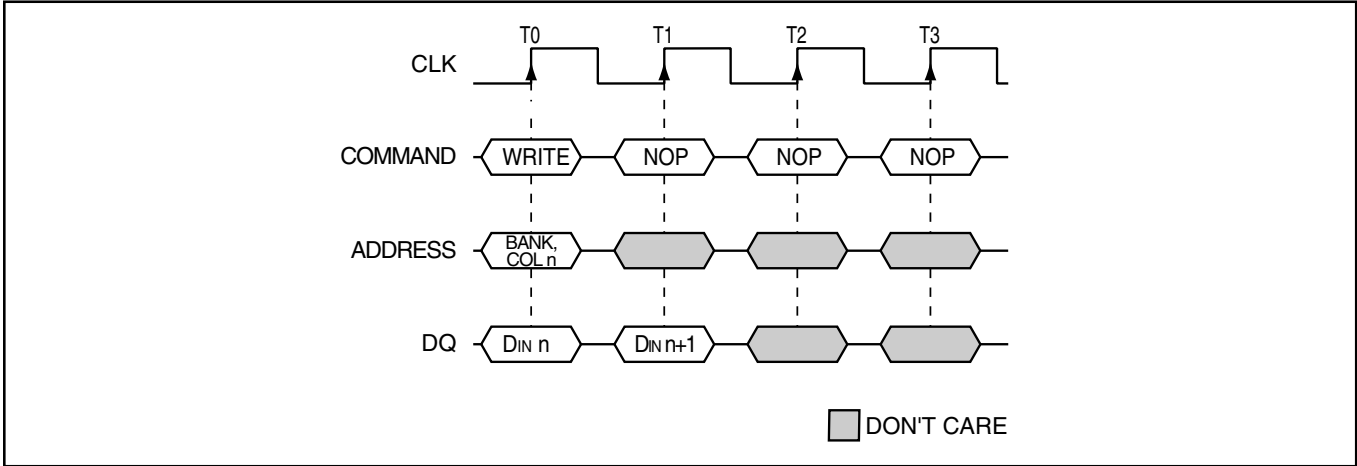 T0 T1 T2 T3
CLK
COMMAND WRITE NOP NOP NOP
ADDRESS BANK,
COL n
DQ DIN n DIN n+1
DON'T CARE